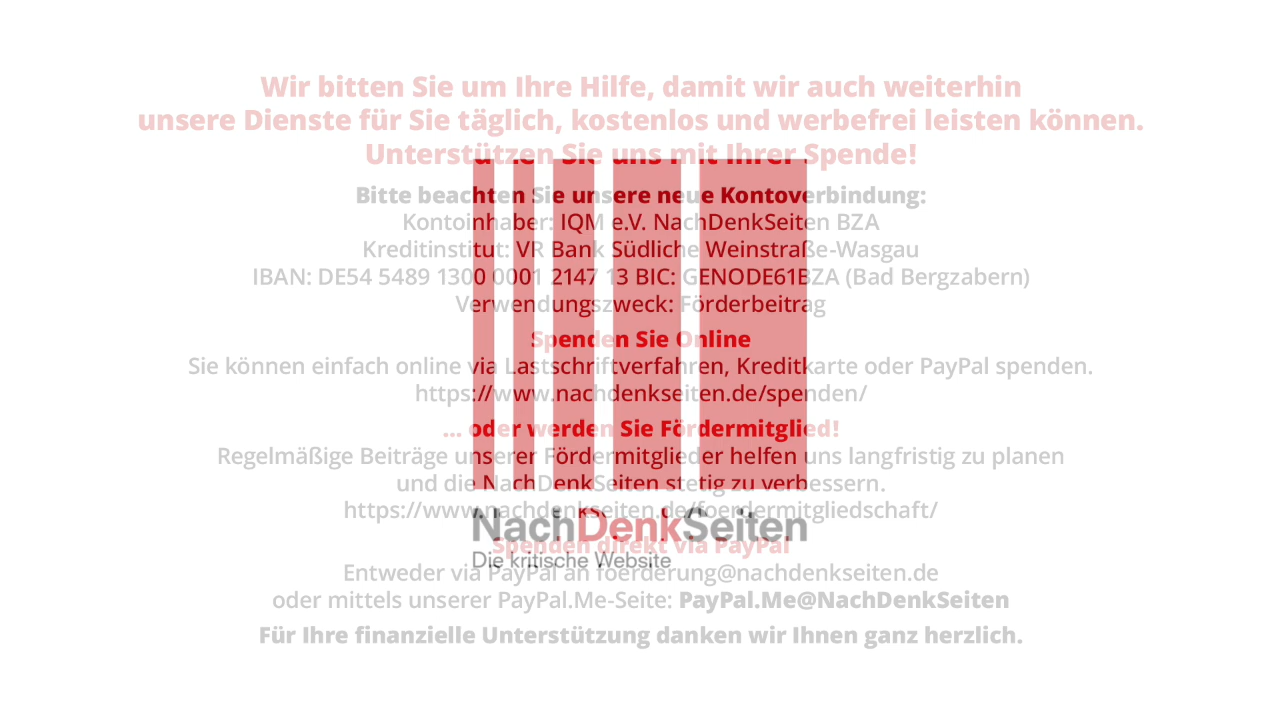 Wir bitten Sie um Ihre Hilfe, damit wir auch weiterhin
unsere Dienste für Sie täglich, kostenlos und werbefrei leisten können.
Unterstützen Sie uns mit Ihrer Spende!
Bitte beachten Sie unsere neue Kontoverbindung:
Kontoinhaber: IQM e.V. NachDenkSeiten BZA
Kreditinstitut: VR Bank Südliche Weinstraße-Wasgau
IBAN: DE54 5489 1300 0001 2147 13 BIC: GENODE61BZA (Bad Bergzabern)
Verwendungszweck: Förderbeitrag
Spenden Sie Online
Sie können einfach online via Lastschriftverfahren, Kreditkarte oder PayPal spenden.
https://www.nachdenkseiten.de/spenden/
... oder werden Sie Fördermitglied!
Regelmäßige Beiträge unserer Fördermitglieder helfen uns langfristig zu planen
und die NachDenkSeiten stetig zu verbessern.
https://www.nachdenkseiten.de/foerdermitgliedschaft/
NachDenkSeiten
Spenden direkt via PayPal
Die kritische Website
Entweder via PayPal an foerderung@nachdenkseiten.de
oder mittels unserer PayPal.Me-Seite: PayPal.Me@NachDenkSeiten
Für Ihre finanzielle Unterstützung danken wir Ihnen ganz herzlich.